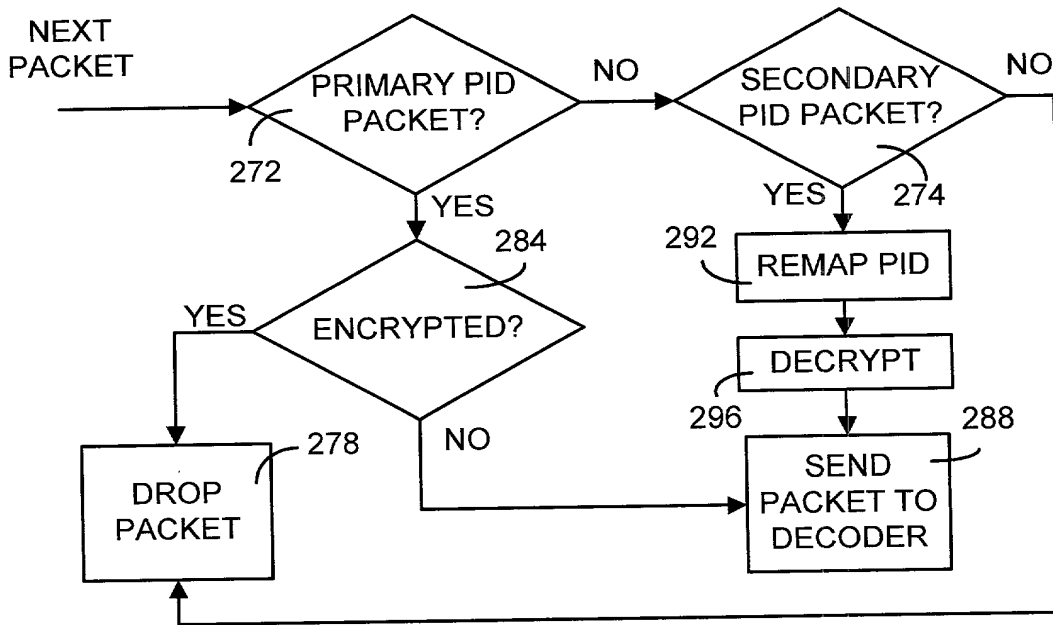 NEXT
PACKET
PRIMARY PID
PACKET?
272
NO
SECONDARY
PID PACKET?
274
NO
YES
YES
284
ENCRYPTED?
YES
NO
292
REMAP PID
DECRYPT
296
278
DROP
PACKET
288
SEND
PACKET TO
DECODER